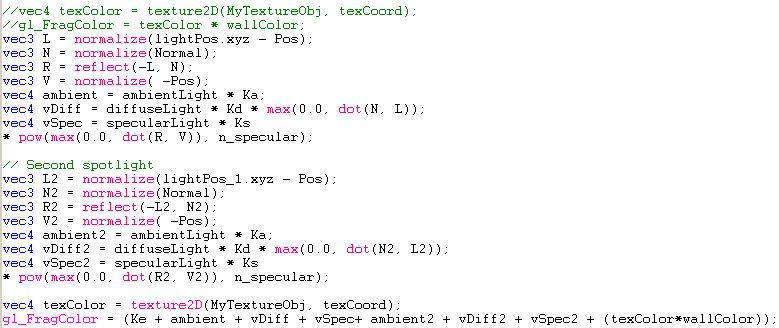 //vec4 texColor = texture2D(MyTextureObj, texCoord);
//gl_FragColor = texColor * wallColor;
vec3 L = normalize(lightPos.xyz - Pos);
vec3 N = normalize(Normal);
vec3 R = reflect(-L, N);
vec3 V = normalize( -Pos);
vec4 ambient = ambientLight * Ka;
vec4 vDiff = diffuseLight * Kd * max(0.0, dot(N, L));
vec4 vSpec = specularLight * Ks
* pow(max(0.0, dot(R, V)), n_specular);
// Second spotlight
vec3 L2 = normalize(lightPos_1.xyz - Pos);
vec3 N2 = normalize(Normal);
vec3 R2 = reflect(-L2, N2);
vec3 V2 = normalize( -Pos);
vec4 ambient2 = ambientLight * Ka;
vec4 vDiff2 = diffuseLight * Kd * max(0.0, dot(N2, L2));
vec4 vSpec2 = specularLight * Ks
* pow(max(0.0, dot(R2, V2)), n_specular);
vec4 texColor = texture2D(MyTextureObj, texCoord);
gl_FragColor = (Ke + ambient + vDiff + vSpec+ ambient2 + vDiff2 + vSpec2 + (texColor*wallColor));